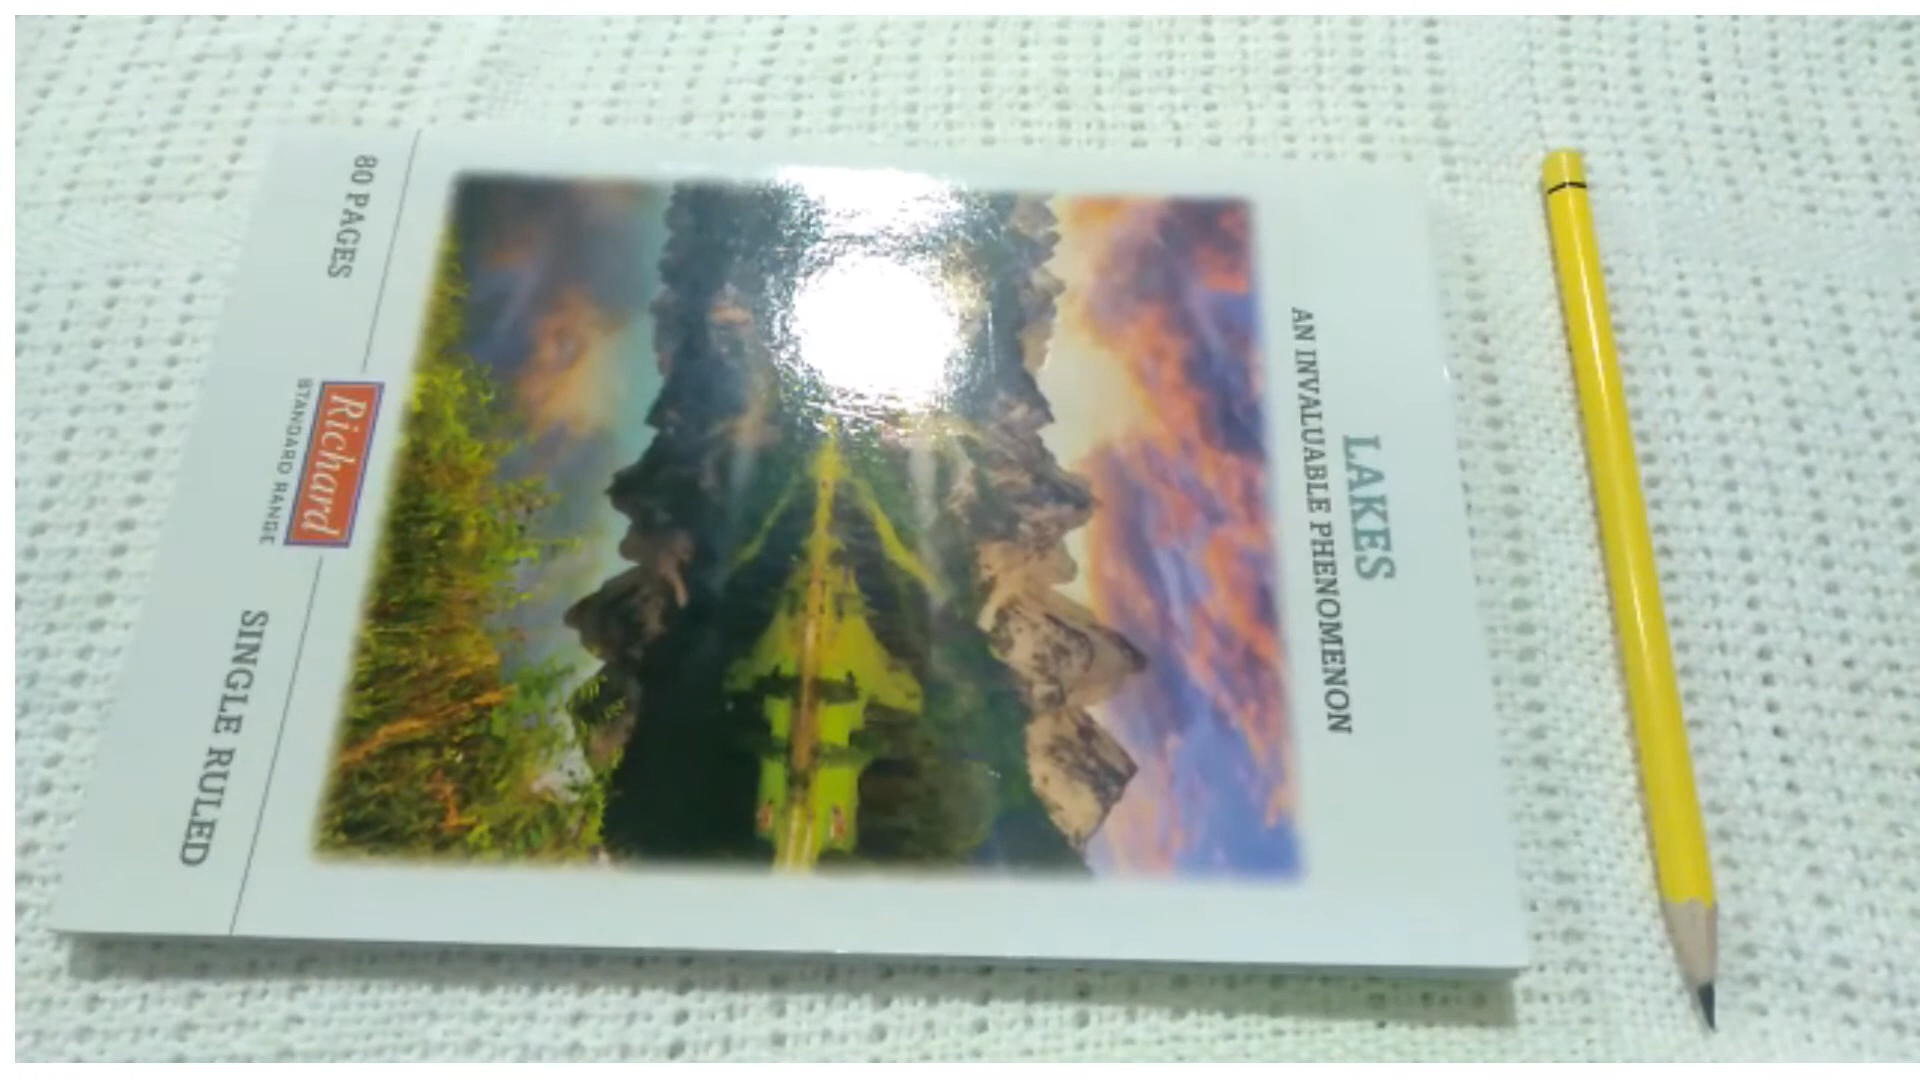 LAKES
AN INVALUABLE PHENOMENON
80 PAGES
Richard
STANDARD RANGE
SINGLE RULED